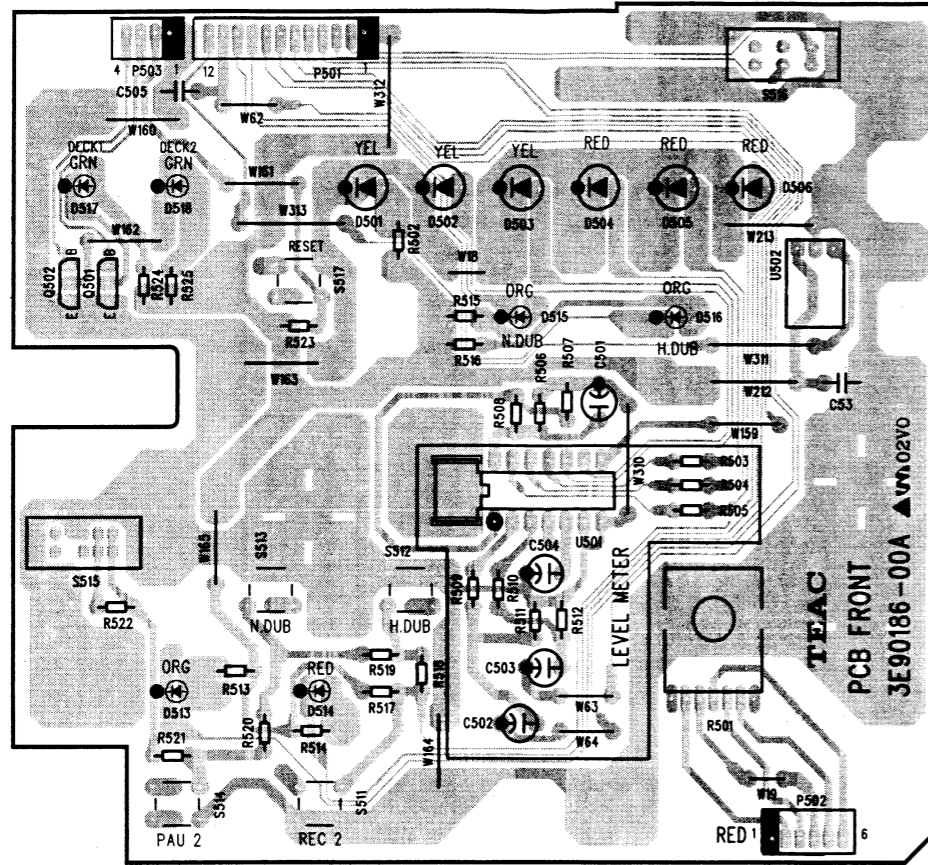 4 P503 1 12 P501 1
C505
W62
W312
S516
W160
DECK1 DECK2
GRN GRN
YEL YEL YEL RED RED RED
W161
D517 D518
D501 D502 D503 D504 D505 D506
W313
W213
R502
W162
RESET
W18
U502
Q502 B E
Q501 B E
R524
R525
S517
ORG ORG
R515
D515 D516
R523
N.DUB H.DUB
R516
R506
R507
C501
W311
W163
W212
C53
R508
W159
W310
R503
R504
R505
U501
S515
W165
S513
S312
C504
R509
R510
R522
N.DUB H.DUB
R511
R512
LEVEL METER
TEAC
PCB FRONT
3E90186-00A 02V0
ORG RED
R519
R513
R518
C503
D513 D514
R517
W63
C502
R520
R521
R514
W164
W64
R501
S514
S511
W19
P502
PAU 2 REC 2
RED 1 6